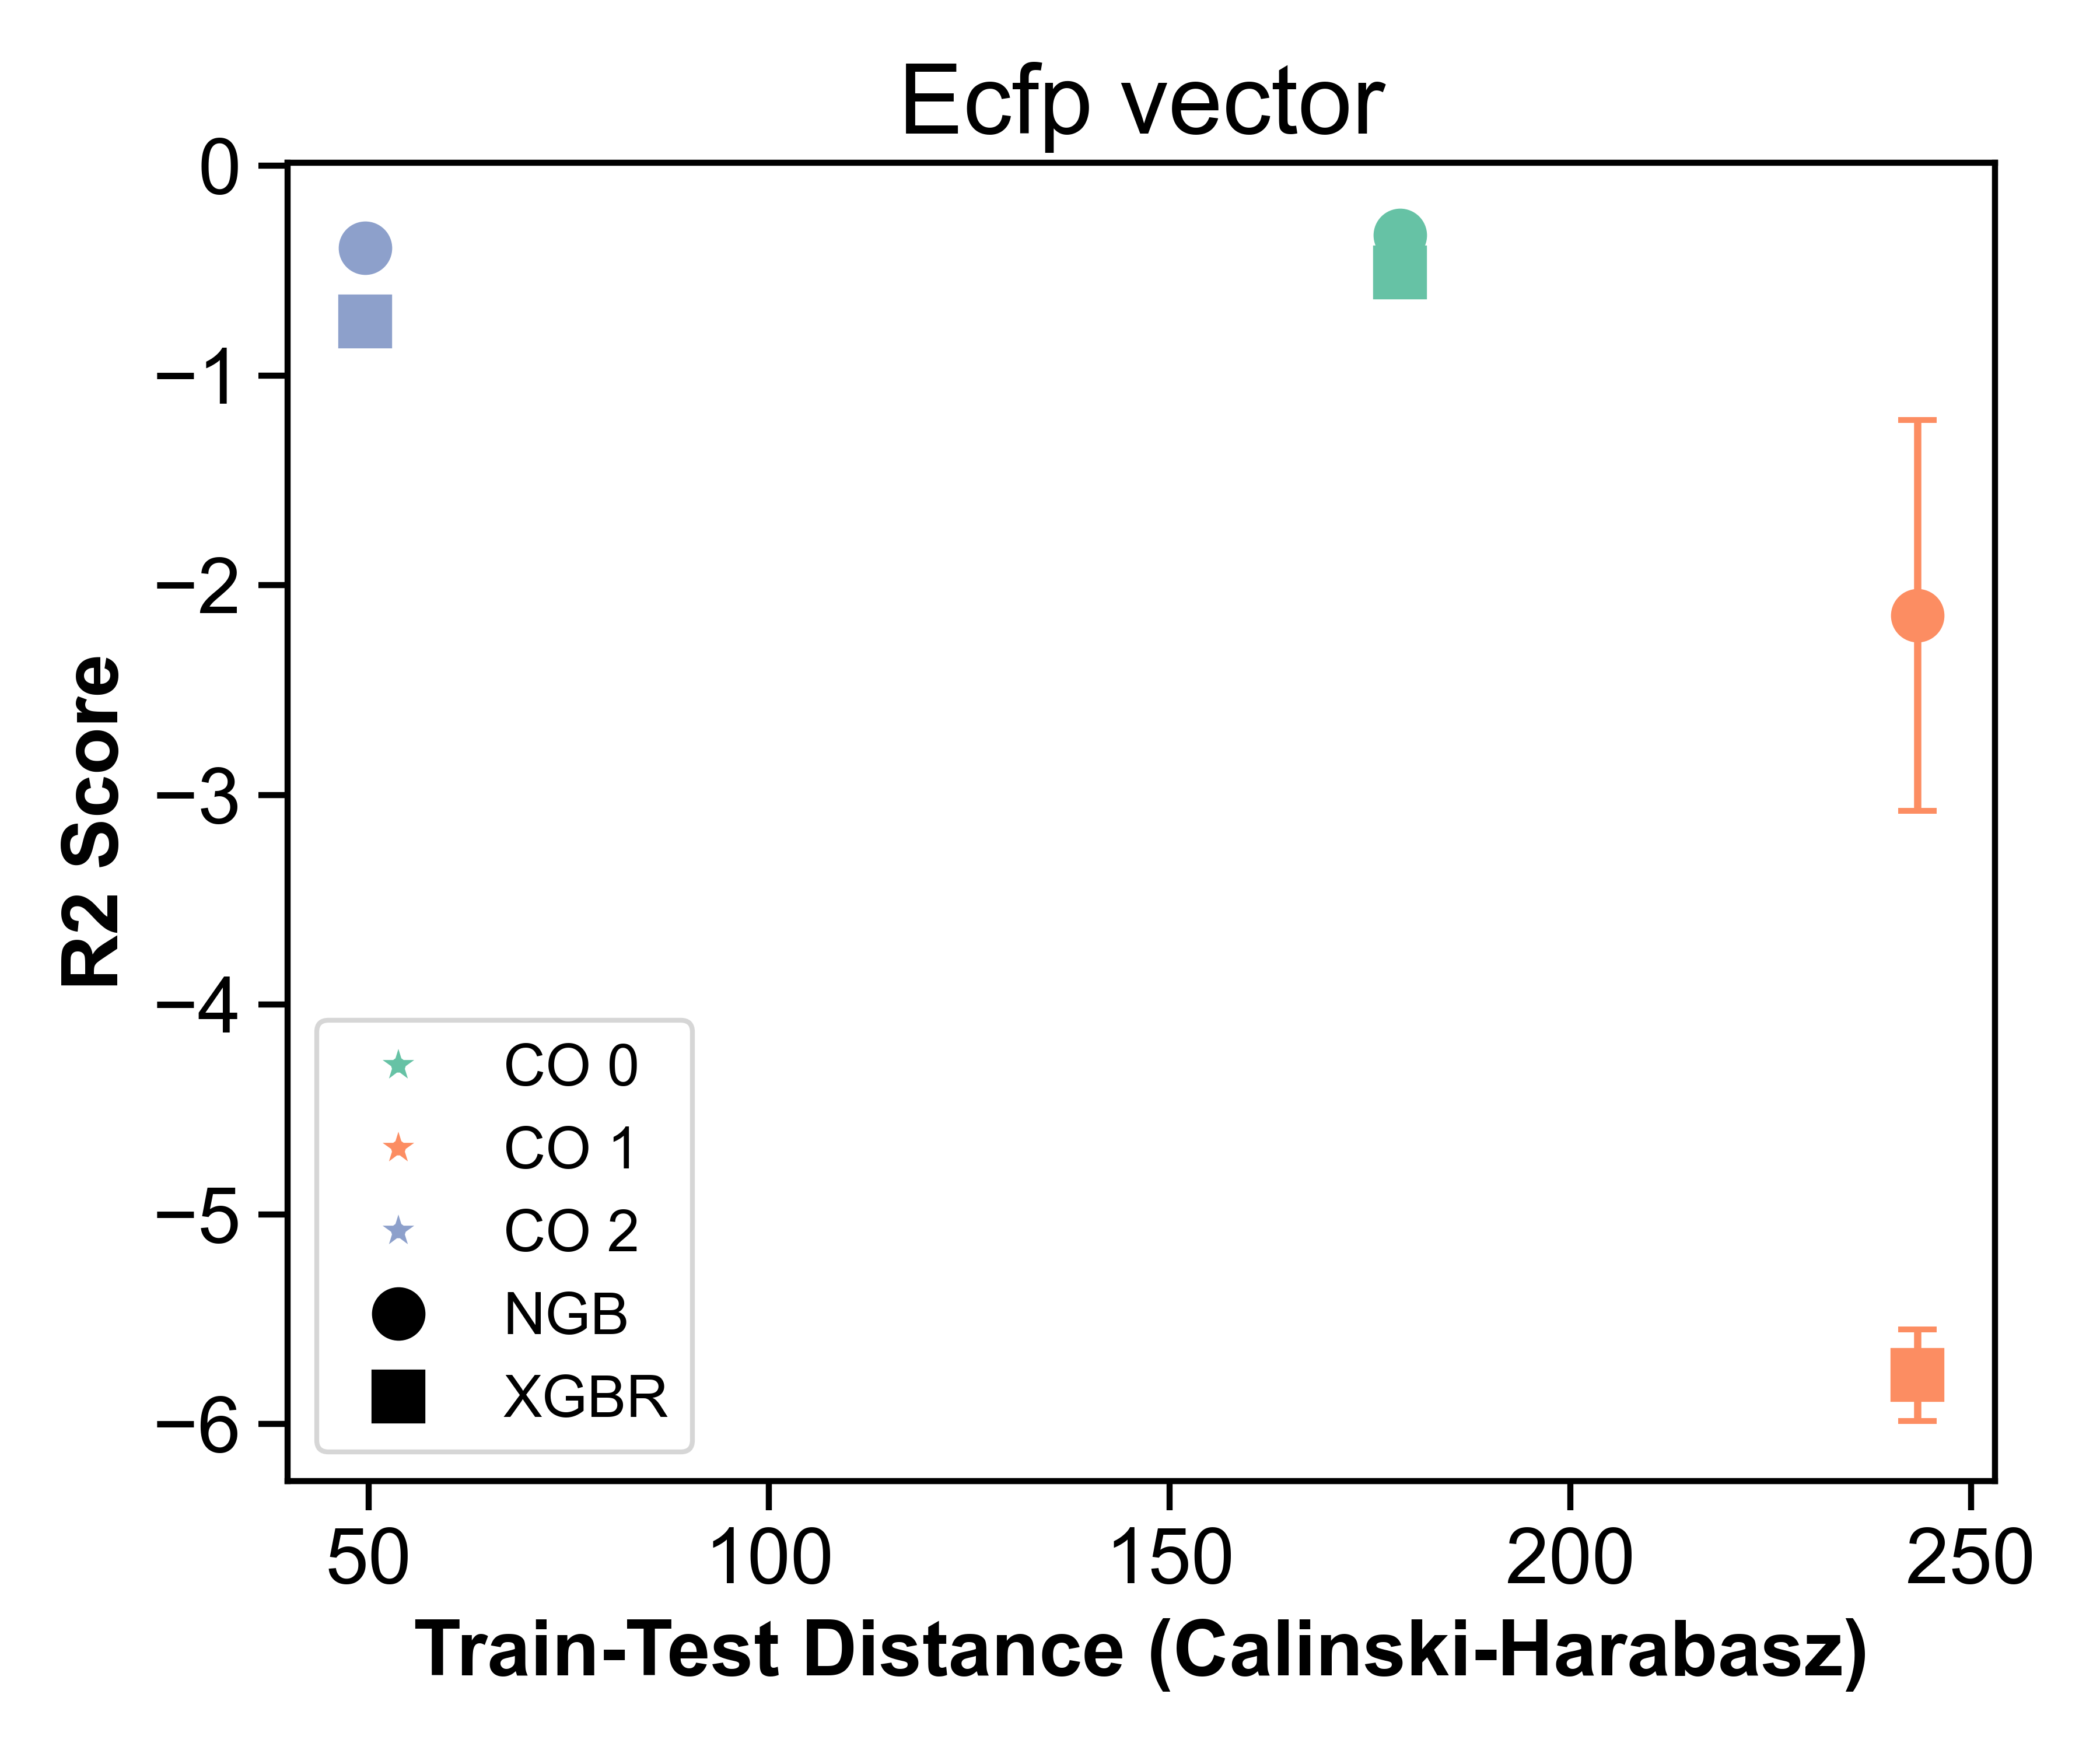 Ecfp vector
0
−1
−2
−3
−4
−5
−6
R2 Score
CO 0
CO 1
CO 2
NGB
XGBR
50 100 150 200 250
Train-Test Distance (Calinski-Harabasz)